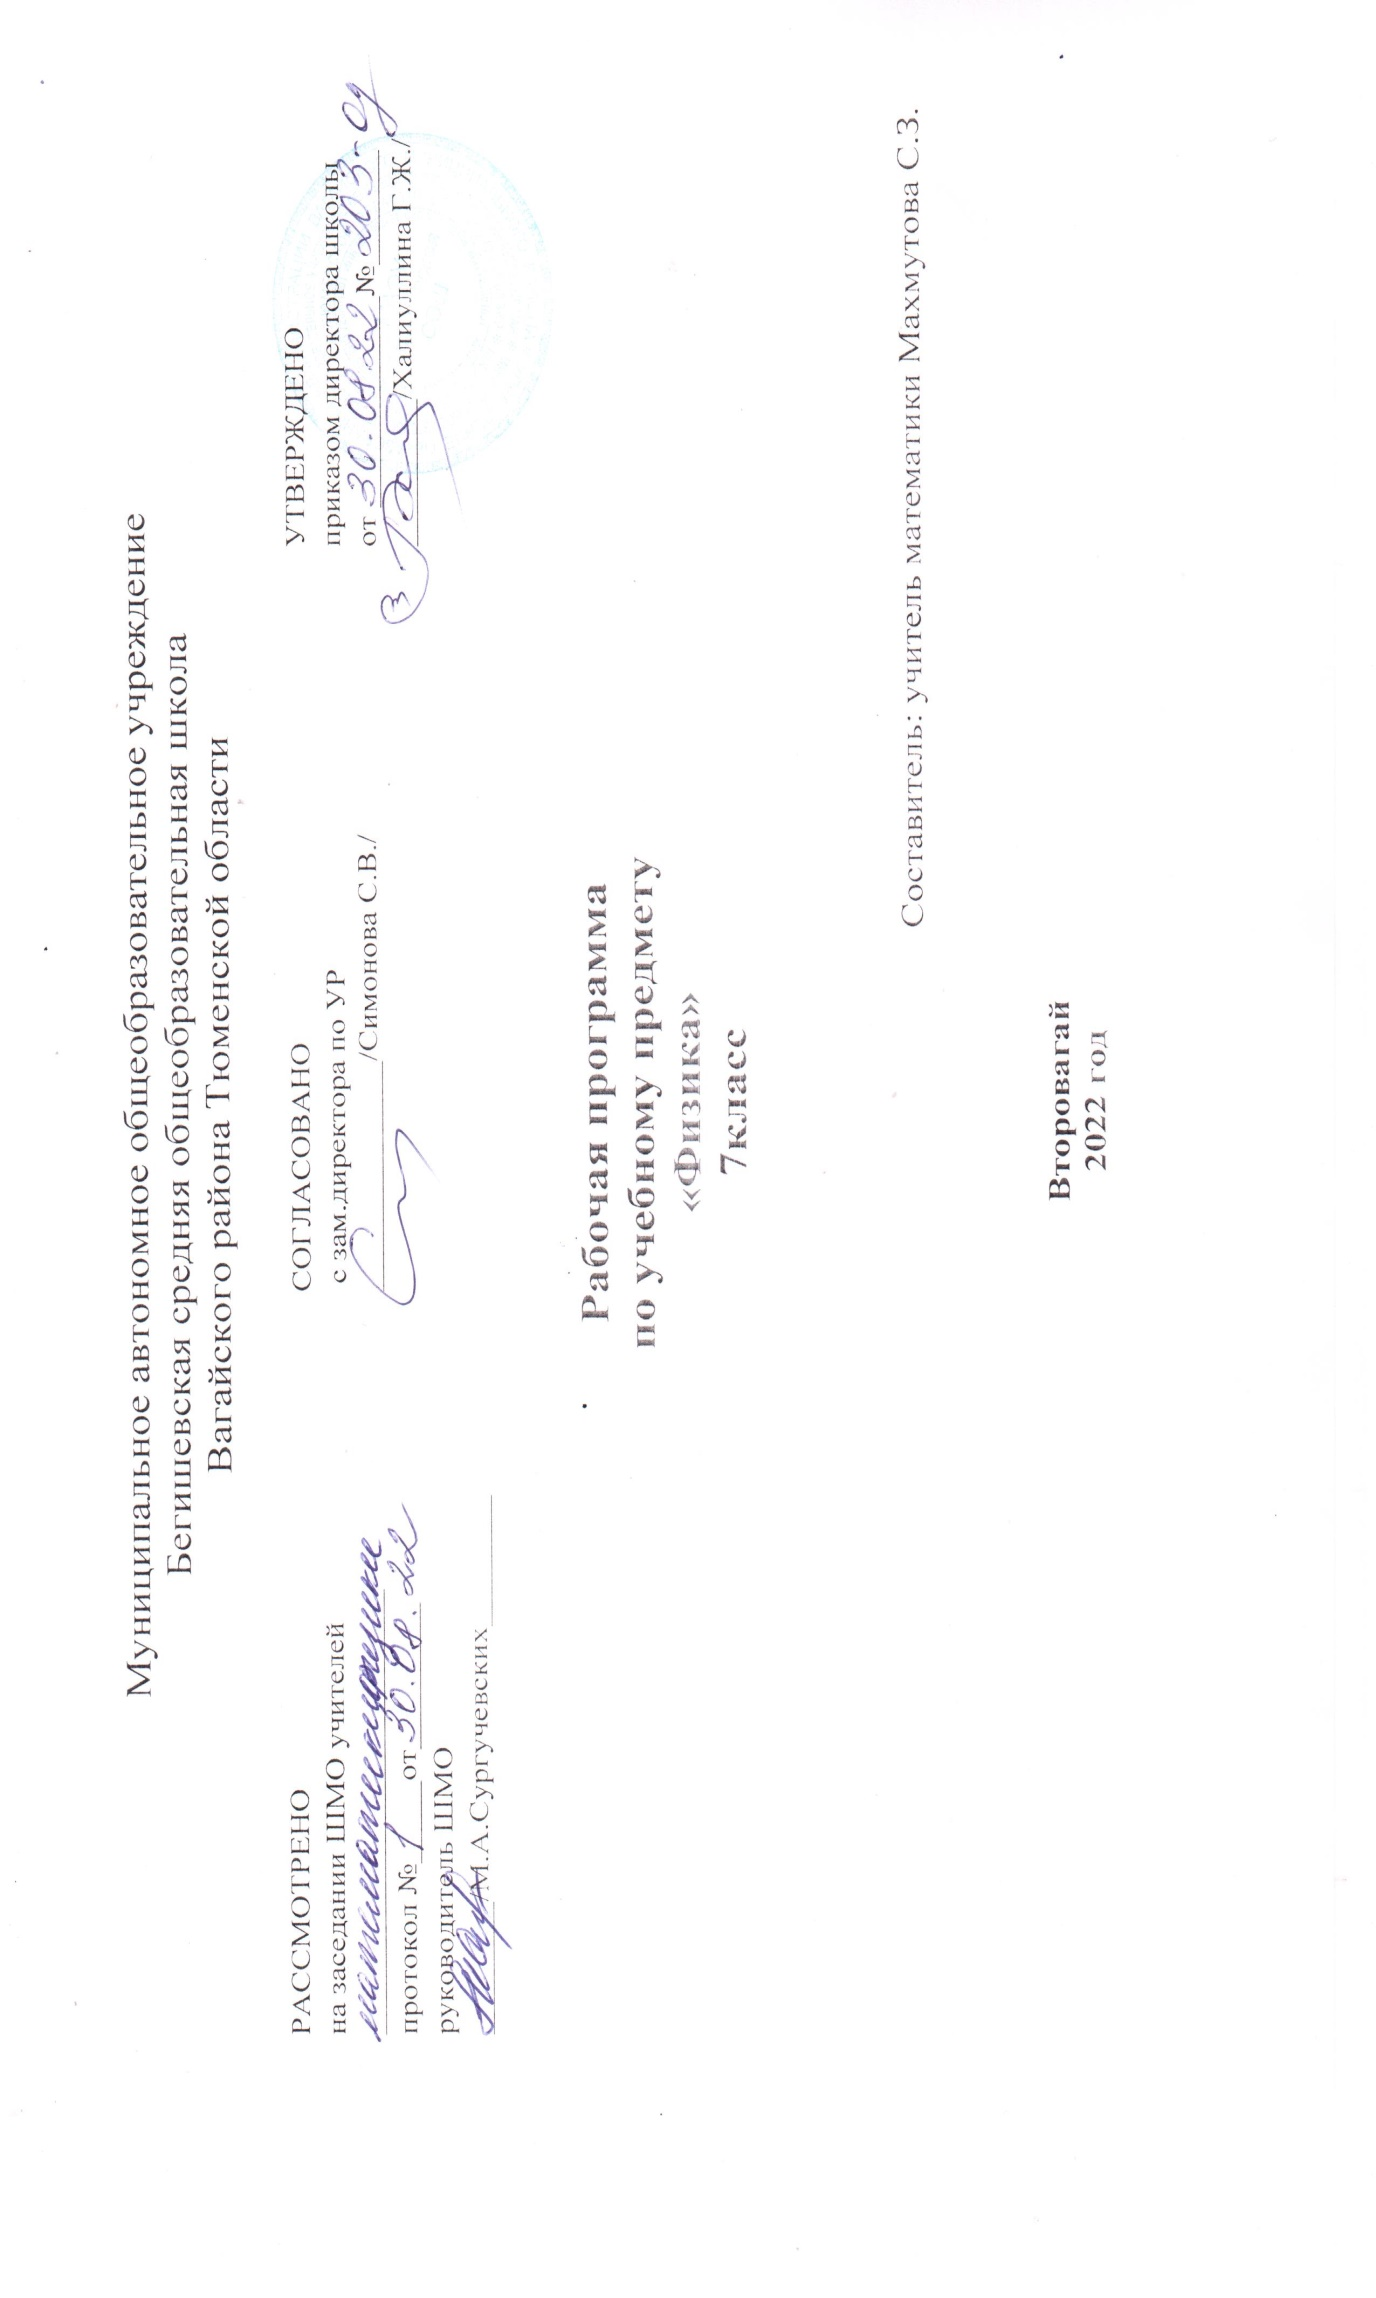 Муниципальное автономное общеобразовательное учреждение
Бегишевская средняя общеобразовательная школа
Вагайского района Тюменской области
РАССМОТРЕНО
на заседании ШМО учителей
протокол № 1 от 30.08.22
руководитель ШМО
/М.А.Сургучевских
СОГЛАСОВАНО
с зам.директора по УР
/Симонова С.В./
УТВЕРЖДЕНО
приказом директора школы
от 30.08.22 № 203-од
/Халиуллина Г.Ж./
Рабочая программа
по учебному предмету
«Физика»
7класс
Составитель: учитель математики Махмутова С.З.
Второвагай
2022 год